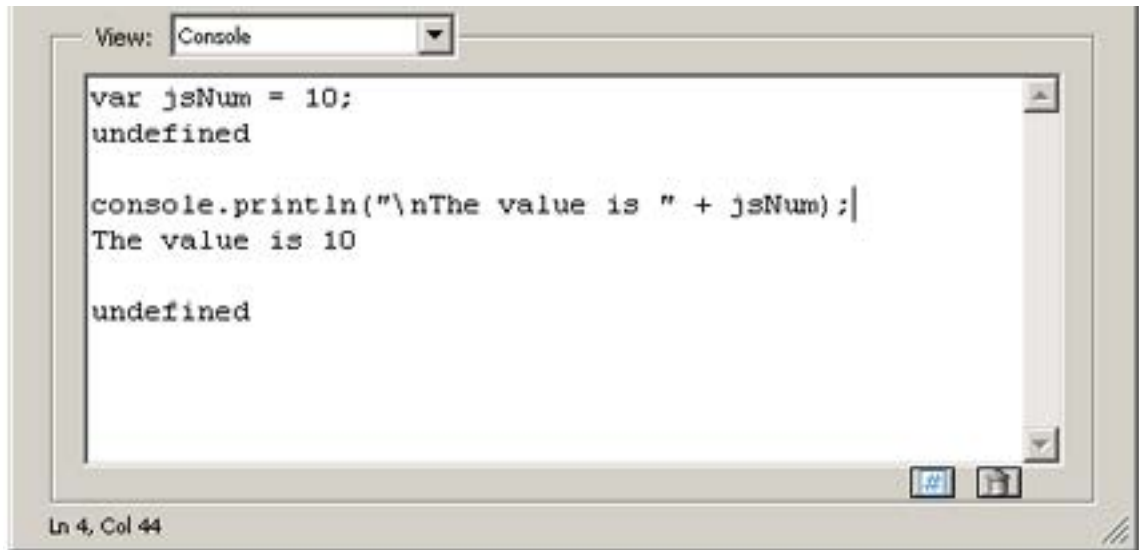 View: Console
var jsNum = 10;
undefined
console.println("\nThe value is " + jsNum);
The value is 10
undefined
#
Ln 4, Col 44